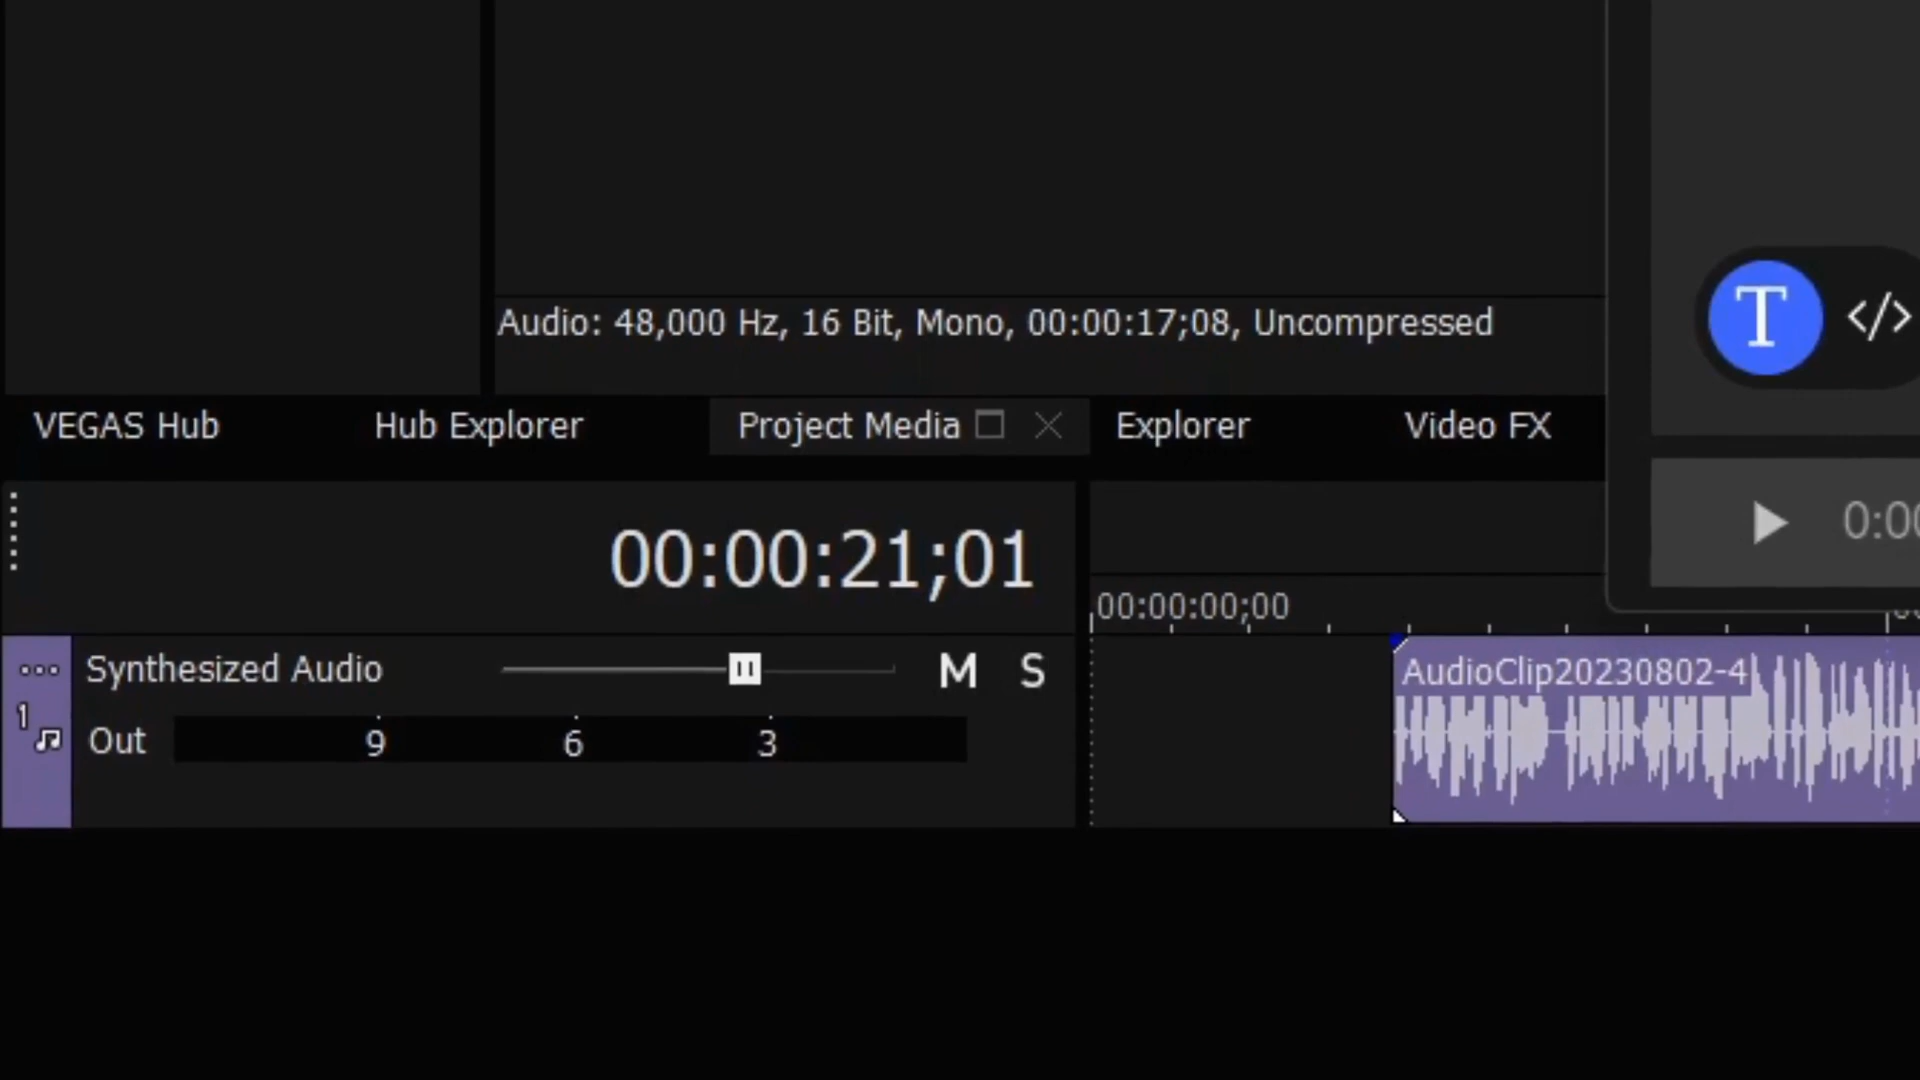 T </>
Audio: 48,000 Hz, 16 Bit, Mono, 00:00:17;08, Uncompressed
VEGAS Hub Hub Explorer Project Media Explorer Video FX
00:00:21;01
0:00
00:00:00;00
Synthesized Audio M S
AudioClip20230802-4
1
Out 9 6 3